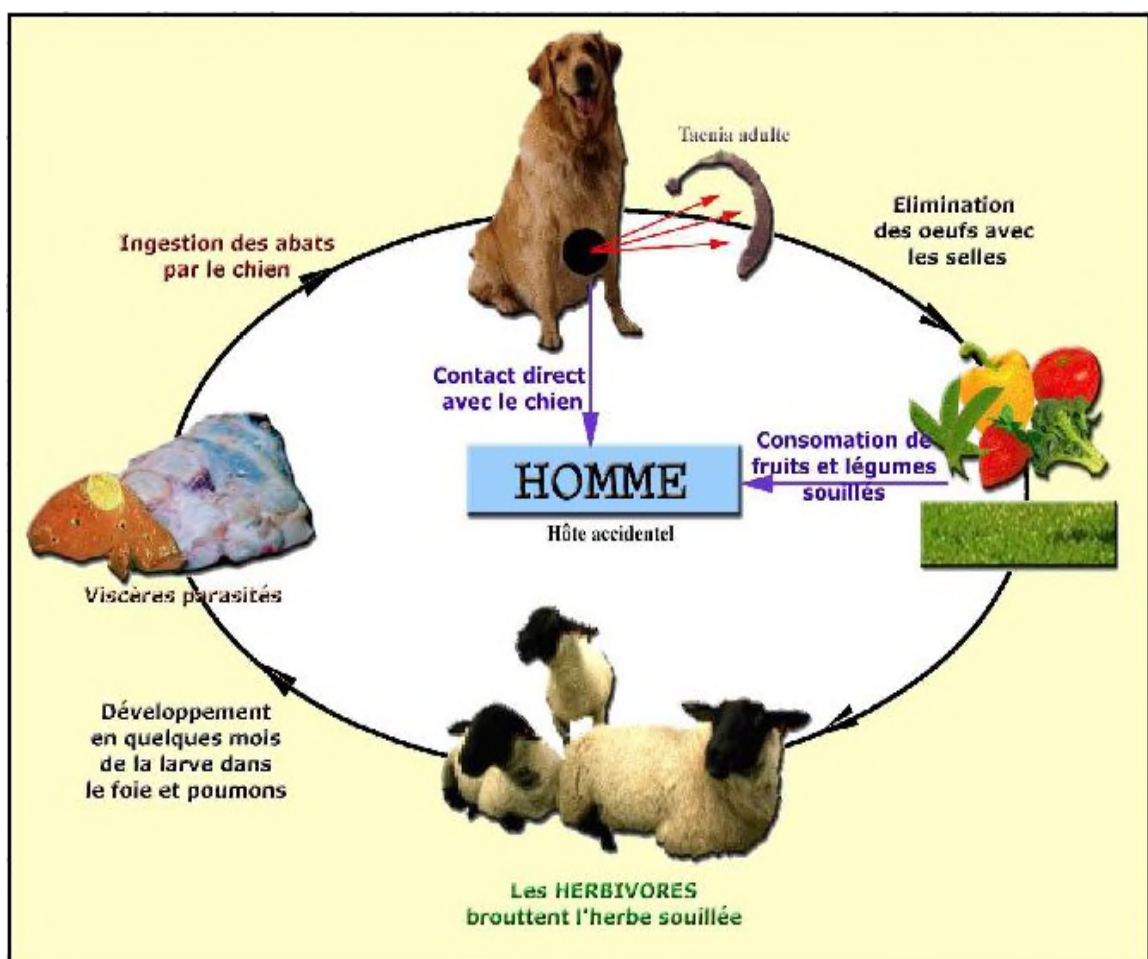 Taenia adulte
Elimination
des oeufs avec
les selles
Ingestion des abats
par le chien
Contact direct
avec le chien
Consomation de
fruits et légumes
souillés
HOMME
Hôte accidentel
Viscères parasités
Développement
en quelques mois
de la larve dans
le foie et poumons
Les HERBIVORES
brouttent l'herbe souillée